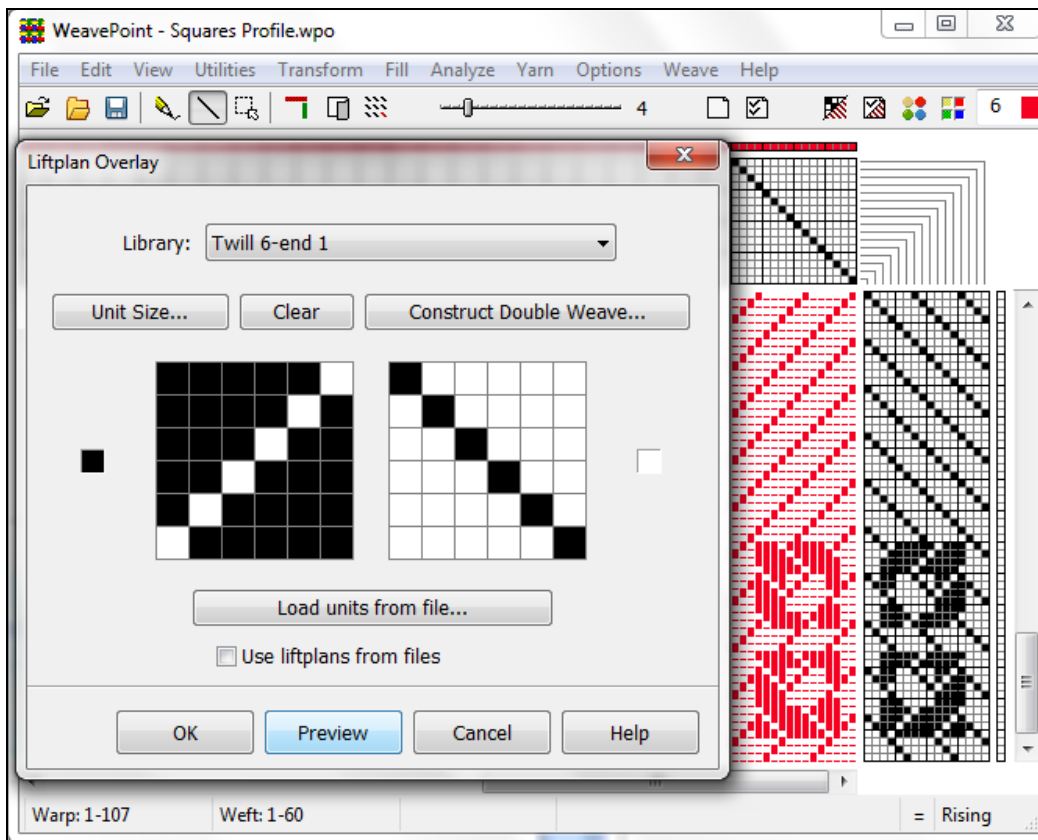 WeavePoint - Squares Profile.wpo
File Edit View Utilities Transform Fill Analyze Yarn Options Weave Help
4
6
Liftplan Overlay
Library: Twill 6-end 1
Unit Size... Clear Construct Double Weave...
Load units from file...
Use liftplans from files
OK Preview Cancel Help
Warp: 1-107 Weft: 1-60 = Rising